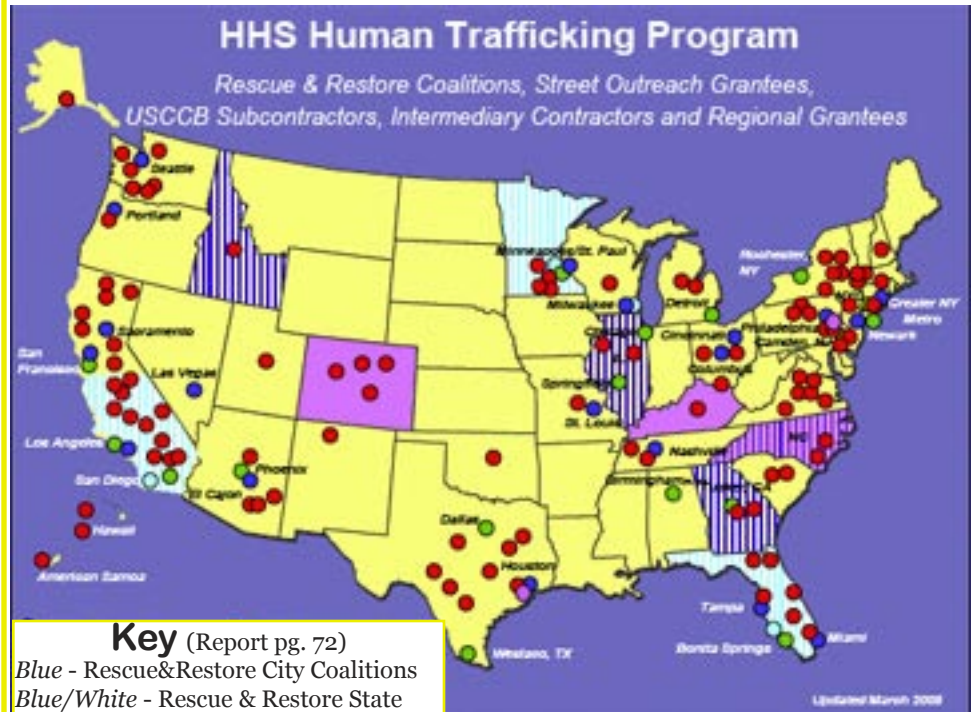 HHS Human Trafficking Program
Rescue & Restore Coalitions, Street Outreach Grantees,
USCCB Subcontractors, Intermediary Contractors and Regional Grantees
Seattle
Portland
Minneapolis/St. Paul
Rochester,
NY
Milwaukee
Detroit
Greater NY
Metro
Sacramento
Cincinnati
Philadelphia
Camden,
Newark
San
Francisco
Las Vegas
Columbus
St. Louis
Los Angeles
Phoenix
Nashville
NC
San Diego
El Cajon
Birmingham
Dallas
Hawaii
Houston
American Samoa
Tampa
Miami
Bonita Springs
Weslaco, TX
Key (Report pg. 72)
Blue - Rescue&Restore City Coalitions
Blue/White - Rescue & Restore State
Updated March 2008